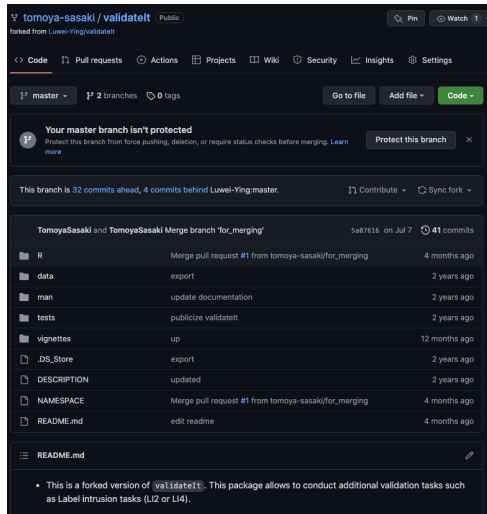 tomoya-sasaki / validateIt Public
Pin
Watch 1
forked from Luwei-Ying/validateIt
Code
Pull requests
Actions
Projects
Wiki
Security
Insights
Settings
master
2 branches
0 tags
Go to file
Add file
Code
Your master branch isn't protected
Protect this branch from force pushing, deletion, or require status checks before merging. Learn
more
Protect this branch
This branch is 32 commits ahead, 4 commits behind Luwei-Ying:master.
Contribute
Sync fork
TomoyaSasaki and TomoyaSasaki Merge branch 'for_merging'
5a07616 on Jul 7
41 commits
R Merge pull request #1 from tomoya-sasaki/for_merging 4 months ago
data export 2 years ago
man update documentation 2 years ago
tests publicize validateIt 2 years ago
vignettes up 12 months ago
.DS_Store export 2 years ago
DESCRIPTION updated 2 years ago
NAMESPACE Merge pull request #1 from tomoya-sasaki/for_merging 4 months ago
README.md edit readme 4 months ago
README.md
This is a forked version of validateIt. This package allows to conduct additional validation tasks such
as Label intrusion tasks (LI2 or LI4).